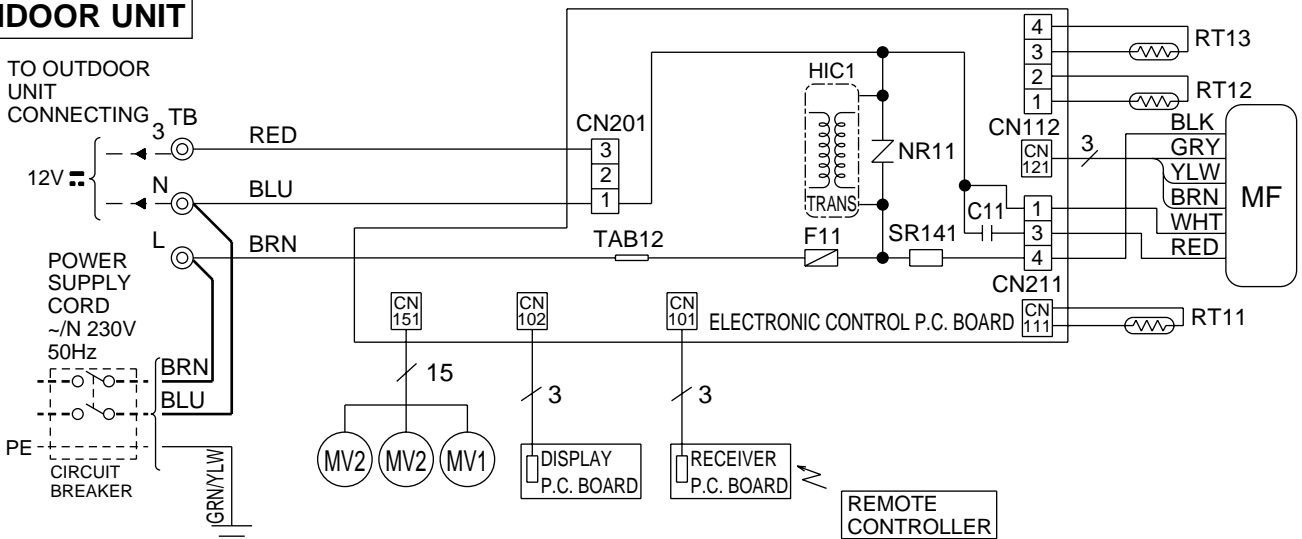 NDOOR UNIT
TO OUTDOOR
UNIT
CONNECTING
3 TB
12V
N
L
RED
BLU
BRN
CN201
3
2
1
TAB12
HIC1
TRANS
NR11
F11
SR141
C11
4
3
2
1
CN112
RT13
RT12
CN
121
3
BLK
GRY
YLW
BRN
WHT
RED
MF
1
3
4
CN211
CN
111
RT11
ELECTRONIC CONTROL P.C. BOARD
POWER
SUPPLY
CORD
~/N 230V
50Hz
BRN
BLU
PE
CIRCUIT
BREAKER
GRN/YLW
CN
151
15
MV2
MV2
MV1
CN
102
3
DISPLAY
P.C. BOARD
CN
101
3
RECEIVER
P.C. BOARD
REMOTE
CONTROLLER